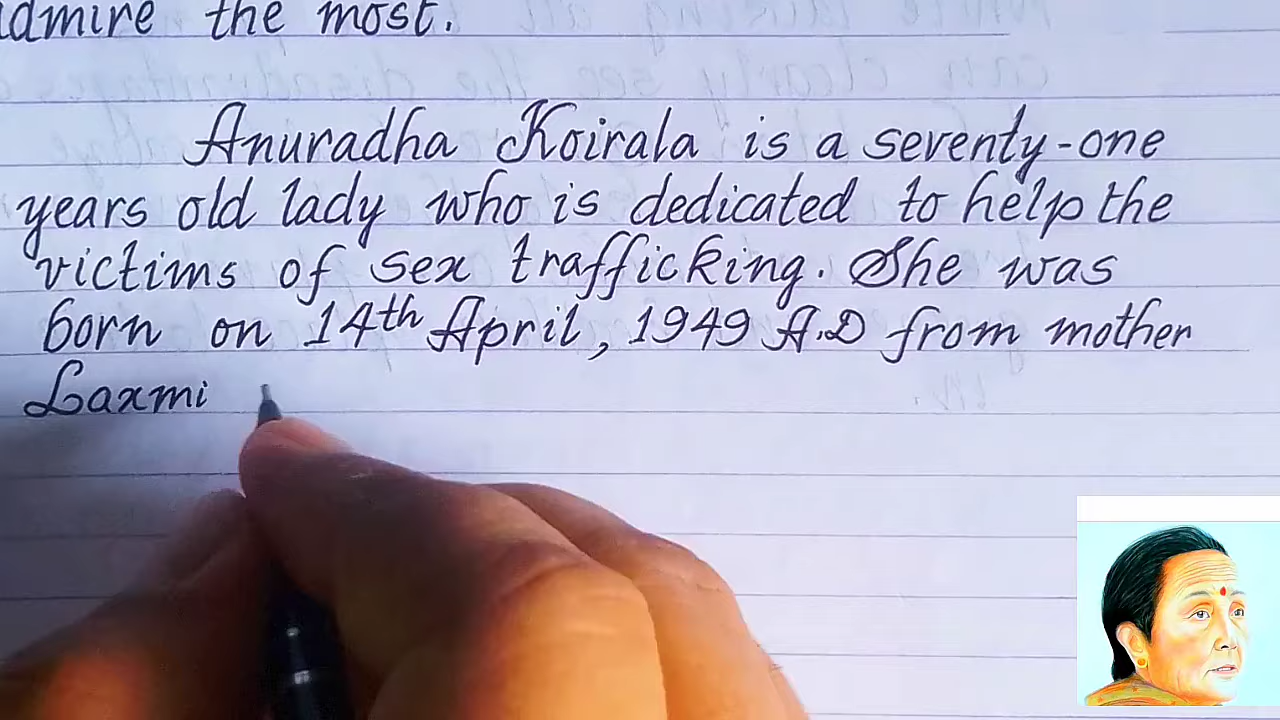 admire the most.
Anuradha Koirala is a seventy-one
years old lady who is dedicated to help the
victims of sex trafficking. She was
born on 14th April, 1949 A.D from mother
Laxmi